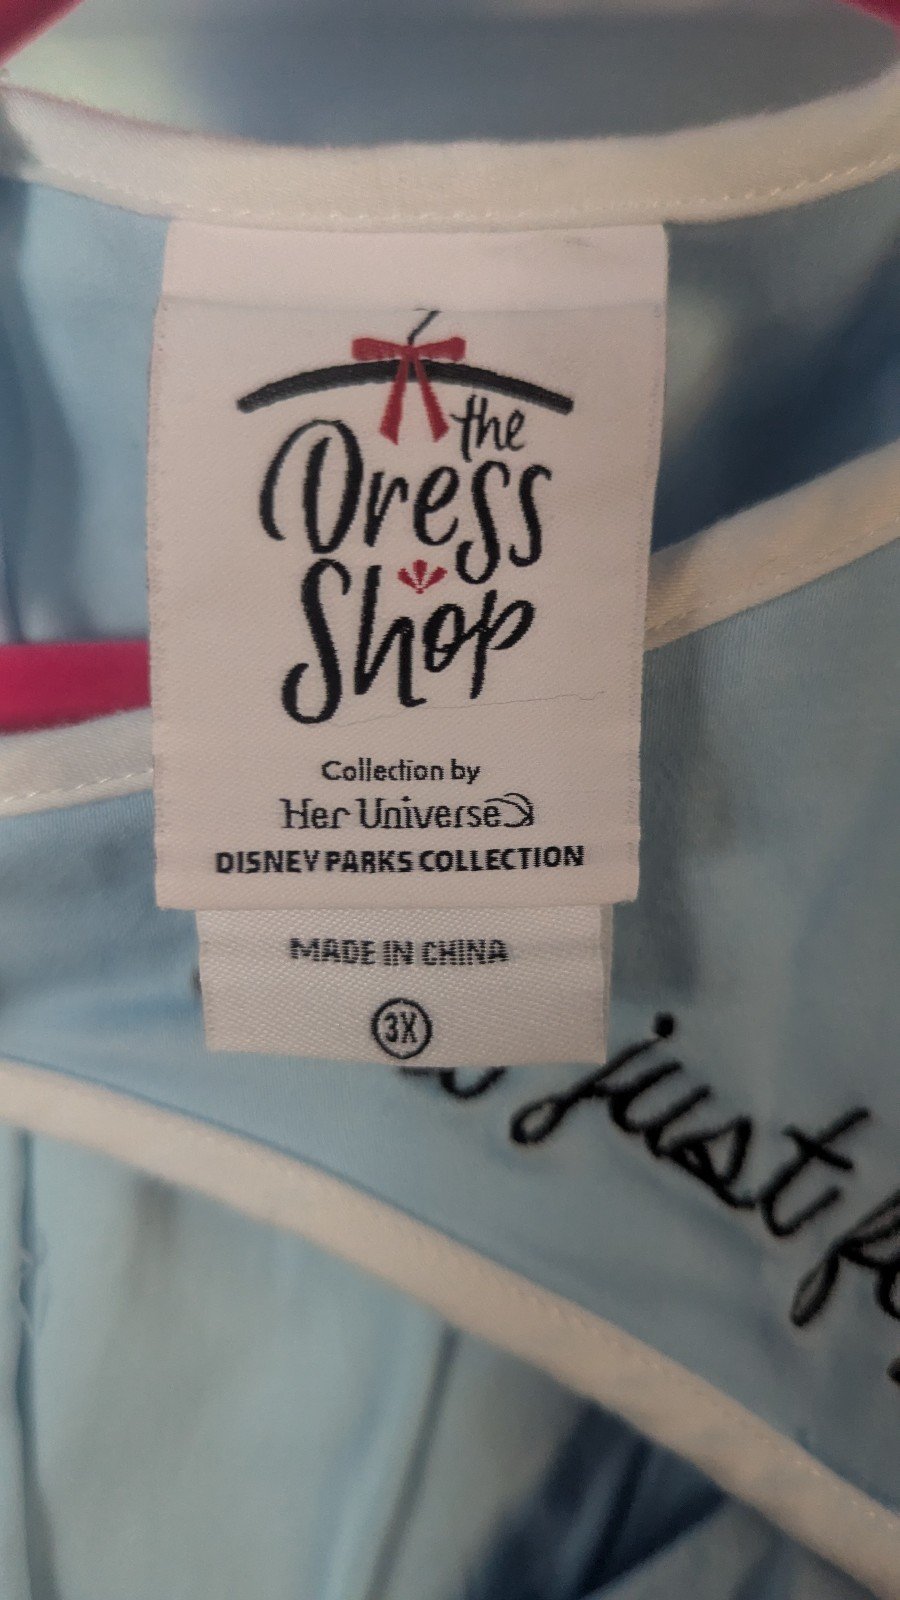 the
Dress
Shop
Collection by
Her Universe
DISNEY PARKS COLLECTION
MADE IN CHINA
3X
just